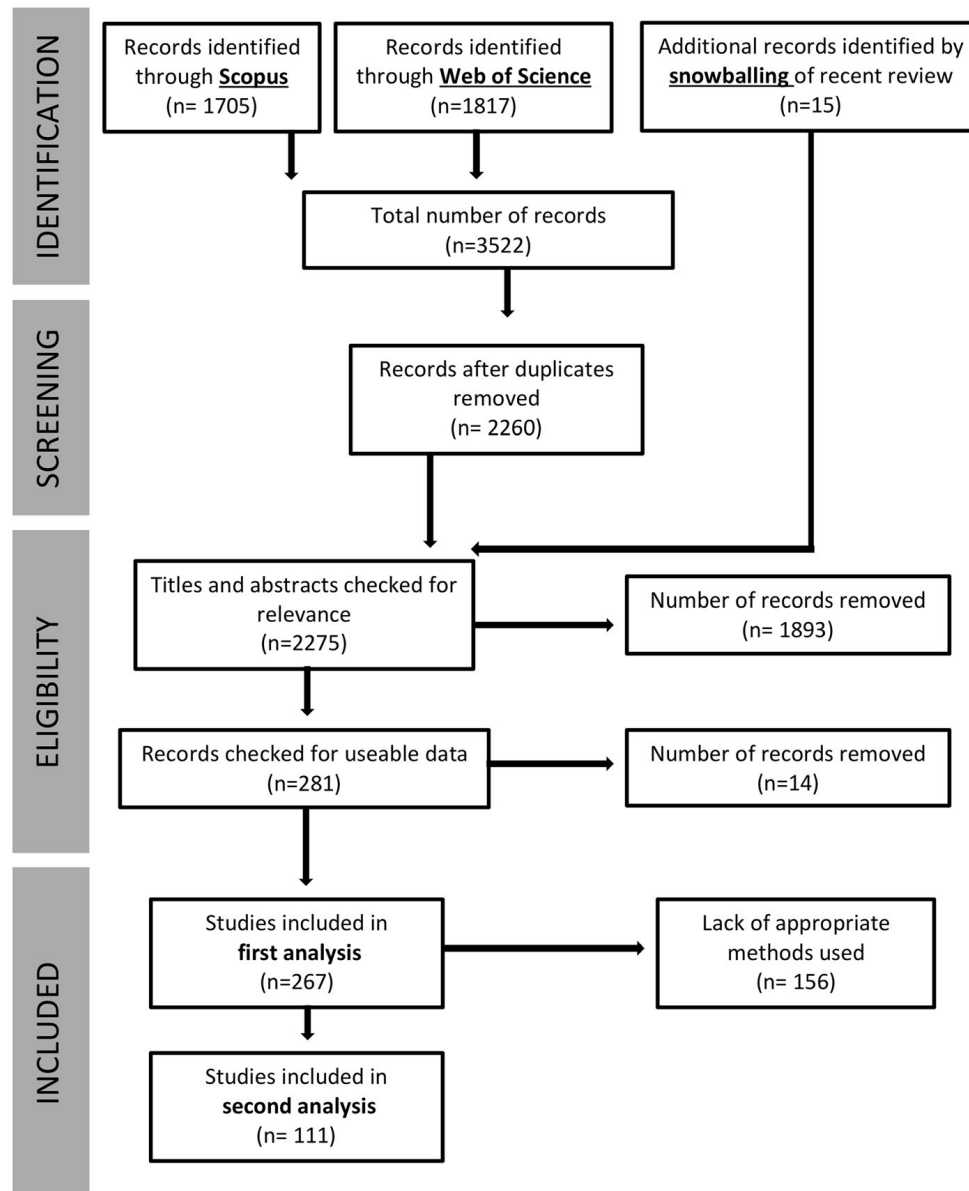 IDENTIFICATION
Records identified
through Scopus
(n= 1705)
Records identified
through Web of Science
(n=1817)
Additional records identified by
snowballing of recent review
(n=15)
Total number of records
(n=3522)
SCREENING
Records after duplicates
removed
(n= 2260)
ELIGIBILITY
Titles and abstracts checked for
relevance
(n=2275)
Number of records removed
(n= 1893)
Records checked for useable data
(n=281)
Number of records removed
(n=14)
INCLUDED
Studies included in
first analysis
(n=267)
Lack of appropriate
methods used
(n= 156)
Studies included in
second analysis
(n= 111)